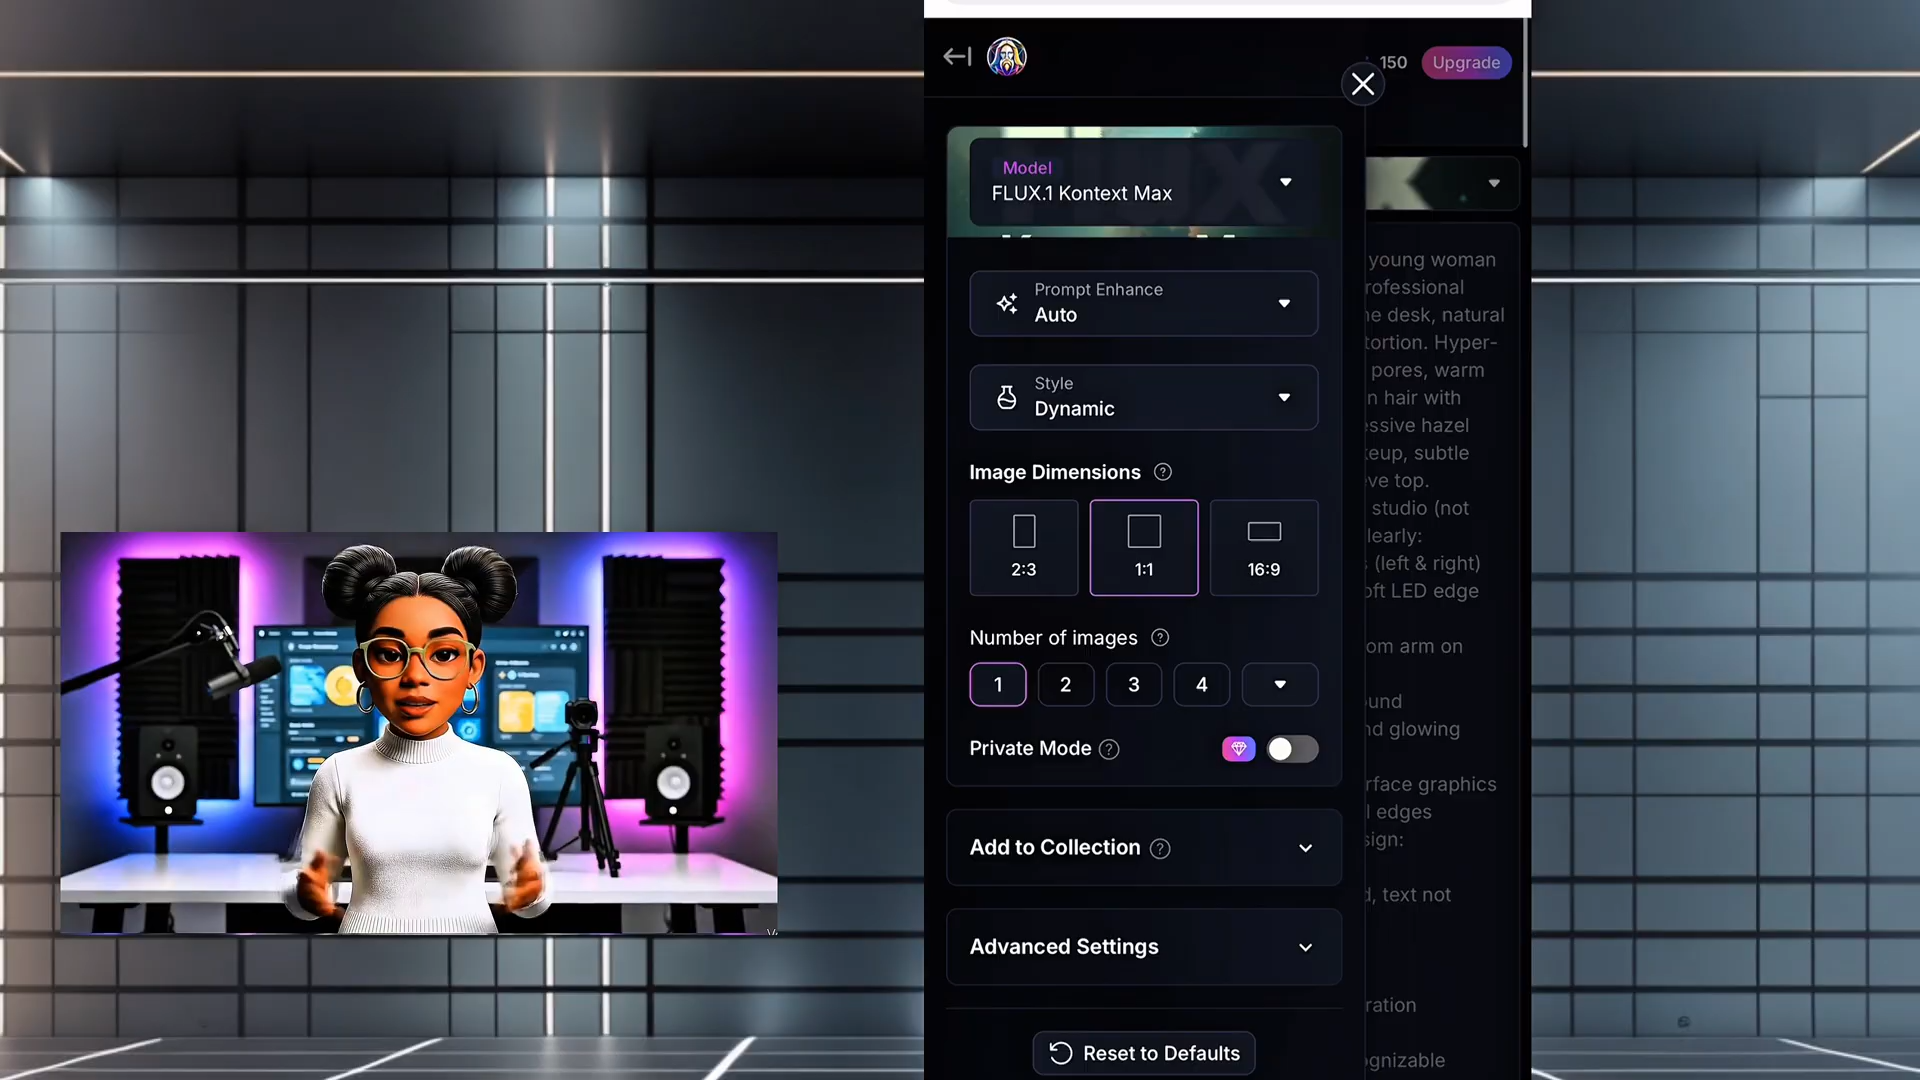 150
Upgrade
Model
FLUX.1 Kontext Max
Prompt Enhance
Auto
Style
Dynamic
Image Dimensions
2:3
1:1
16:9
Number of images
1
2
3
4
Private Mode
Add to Collection
Advanced Settings
Reset to Defaults
young woman
rofessional
desk, natural
tortion. Hyper-
pores, warm
hair with
essive hazel
eup, subtle
ve top.
studio (not
learly:
(left & right)
oft LED edge
om arm on
und
nd glowing
rface graphics
edges
sign:
d, text not
ration
ognizable